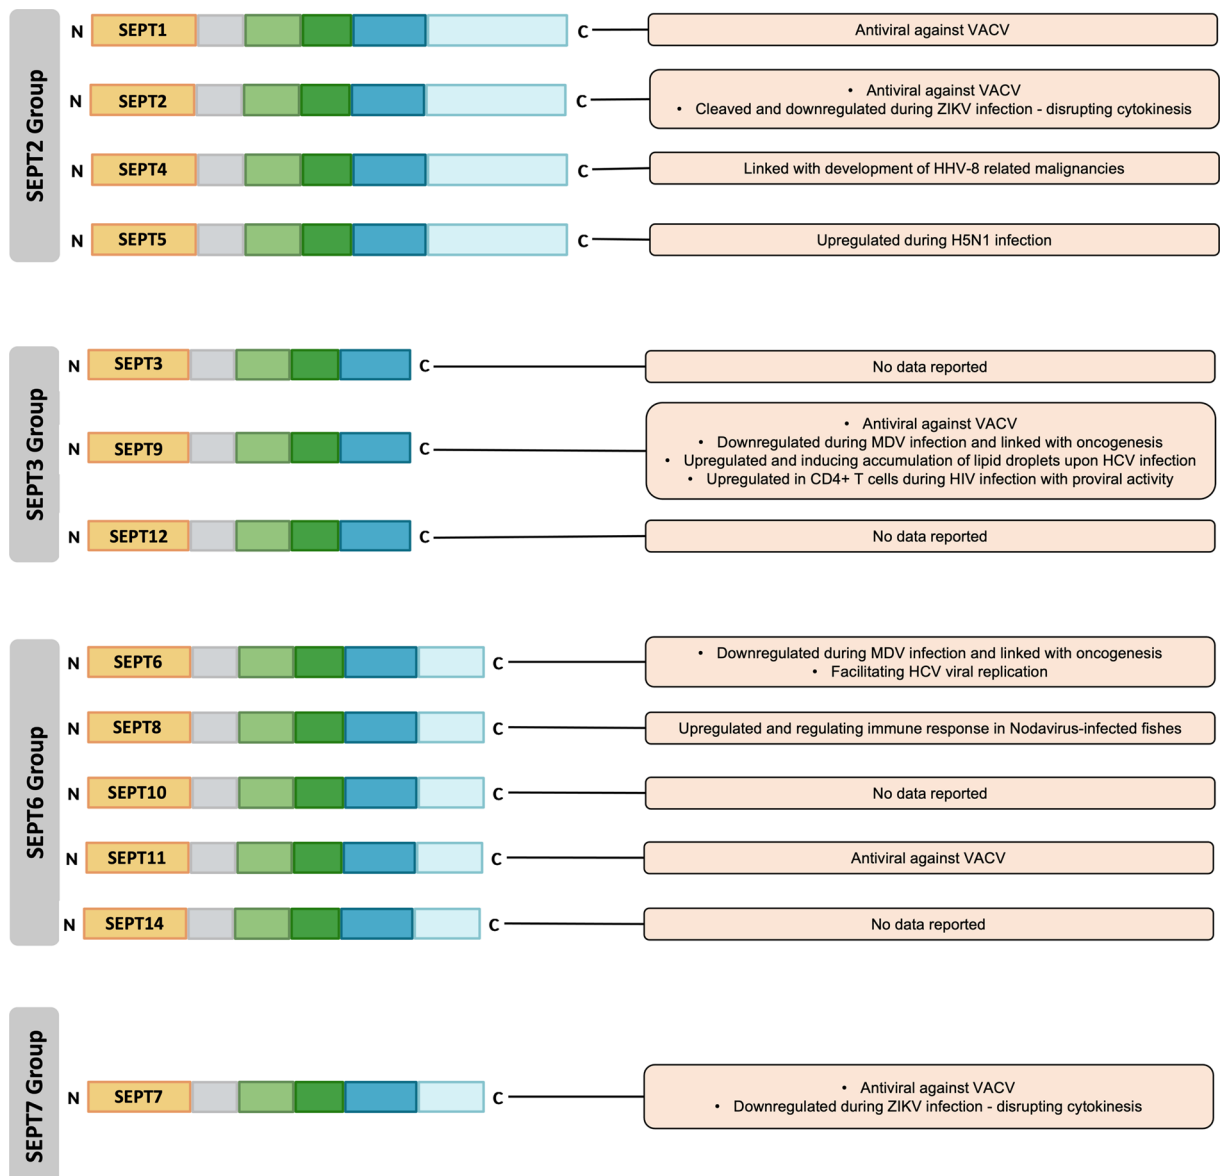 SEPT2 Group
N SEPT1 C Antiviral against VACV
N SEPT2 C
• Antiviral against VACV
• Cleaved and downregulated during ZIKV infection - disrupting cytokinesis
N SEPT4 C Linked with development of HHV-8 related malignancies
N SEPT5 C Upregulated during H5N1 infection
SEPT3 Group
N SEPT3 C No data reported
N SEPT9 C
• Antiviral against VACV
• Downregulated during MDV infection and linked with oncogenesis
• Upregulated and inducing accumulation of lipid droplets upon HCV infection
• Upregulated in CD4+ T cells during HIV infection with proviral activity
N SEPT12 C No data reported
SEPT6 Group
N SEPT6 C
• Downregulated during MDV infection and linked with oncogenesis
• Facilitating HCV viral replication
N SEPT8 C Upregulated and regulating immune response in Nodavirus-infected fishes
N SEPT10 C No data reported
N SEPT11 C Antiviral against VACV
N SEPT14 C No data reported
SEPT7 Group
N SEPT7 C
• Antiviral against VACV
• Downregulated during ZIKV infection - disrupting cytokinesis